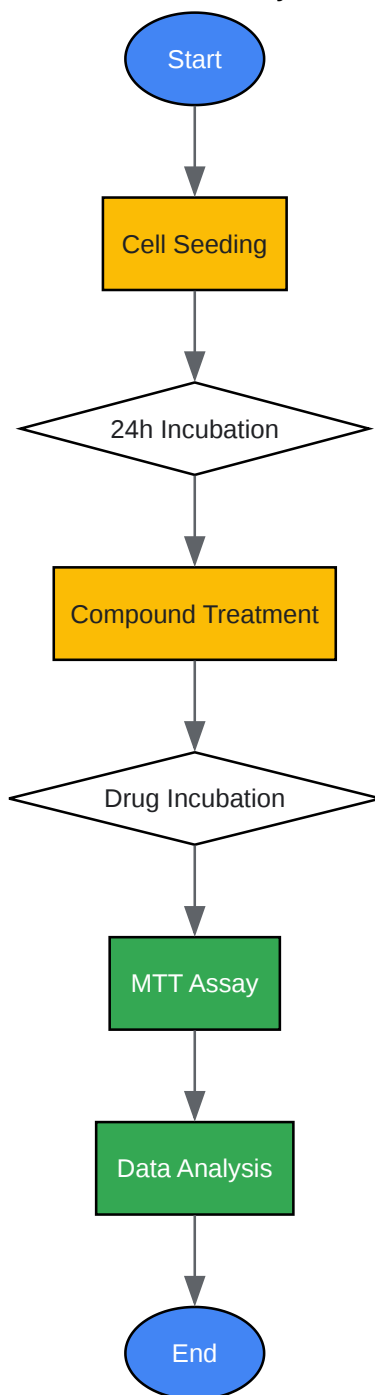 Start
Cell Seeding
24h Incubation
Compound Treatment
Drug Incubation
MTT Assay
Data Analysis
End